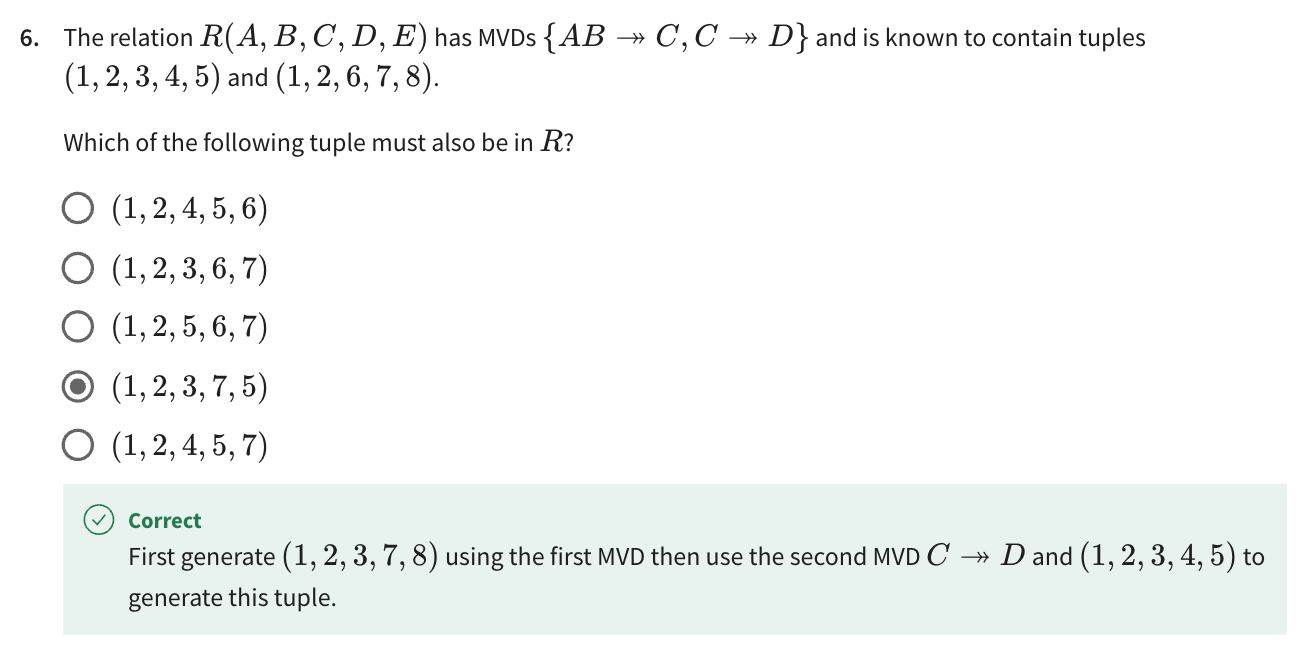 6. The relation R(A, B, C, D, E) has MVDs {AB ↠ C, C ↠ D} and is known to contain tuples
(1, 2, 3, 4, 5) and (1, 2, 6, 7, 8).
Which of the following tuple must also be in R?
(1, 2, 4, 5, 6)
(1, 2, 3, 6, 7)
(1, 2, 5, 6, 7)
(1, 2, 3, 7, 5)
(1, 2, 4, 5, 7)
Correct
First generate (1, 2, 3, 7, 8) using the first MVD then use the second MVD C ↠ D and (1, 2, 3, 4, 5) to
generate this tuple.